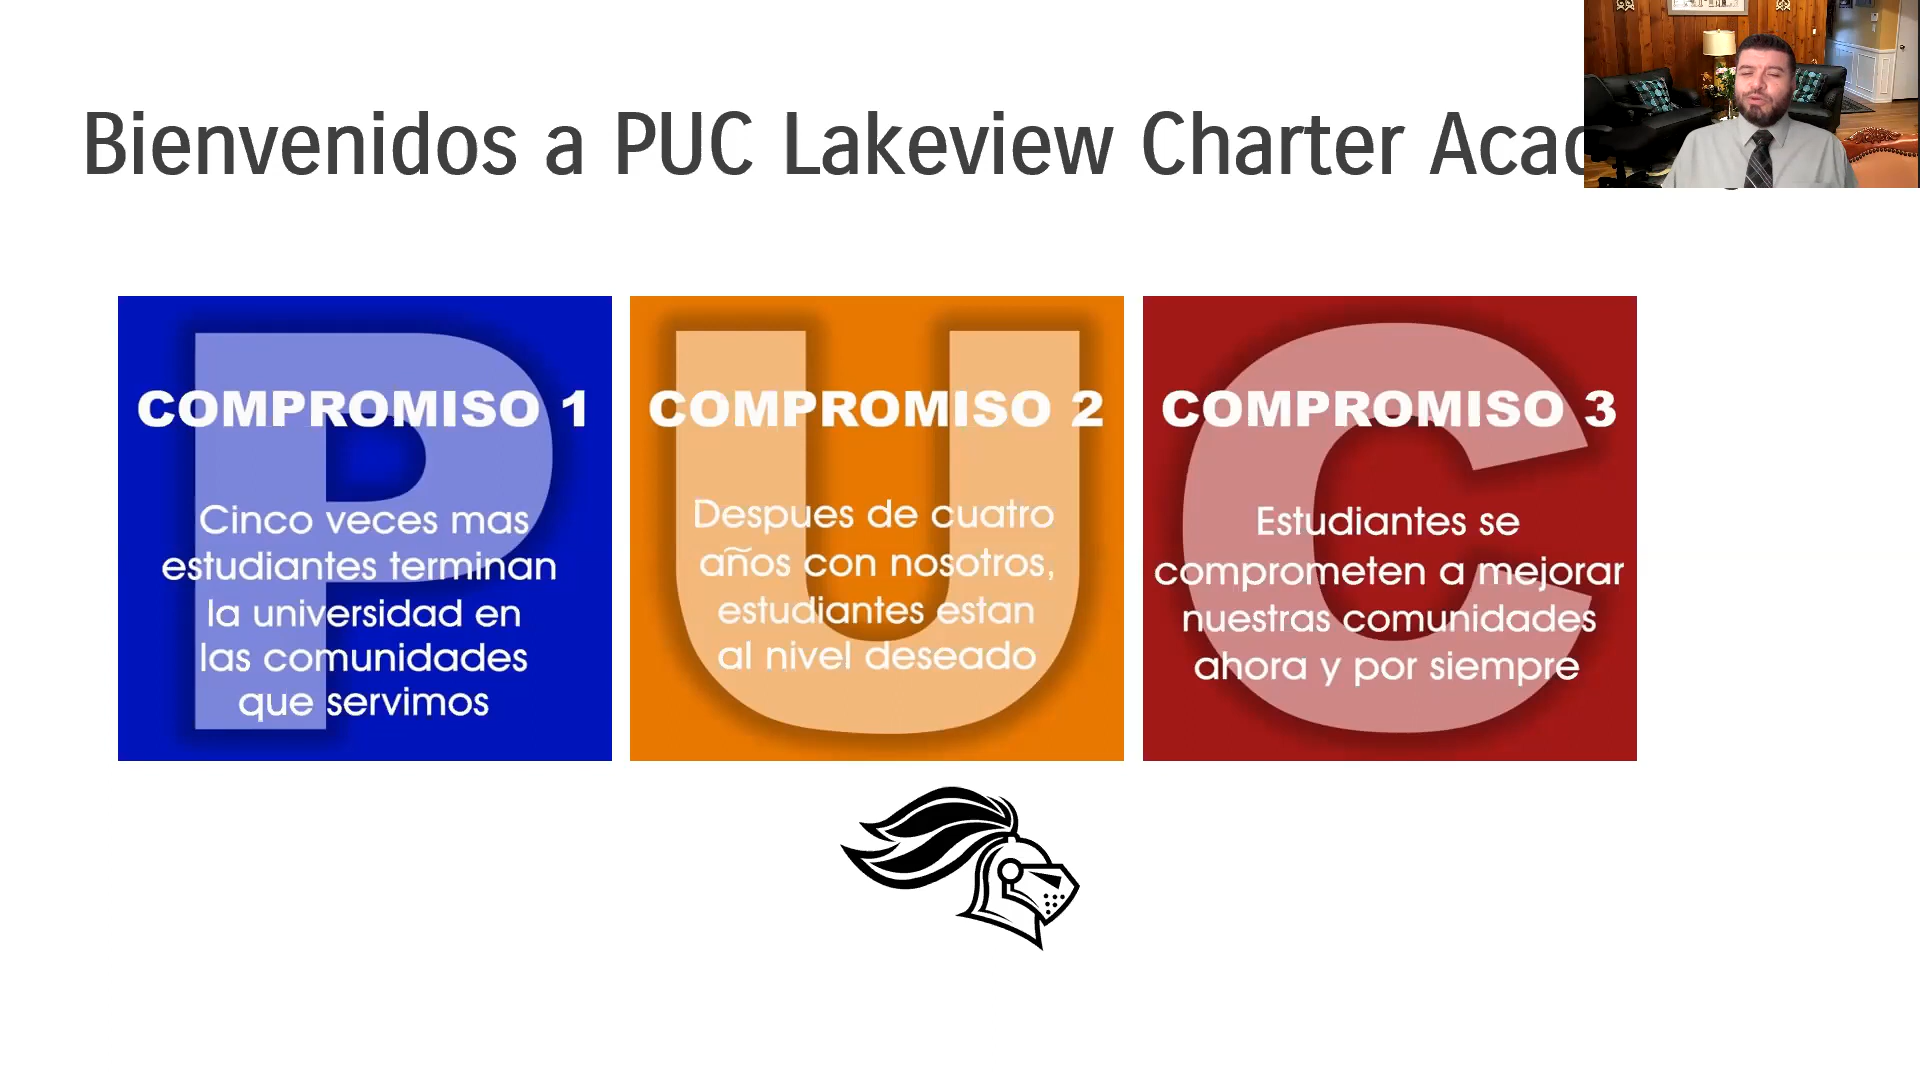 Bienvenidos a PUC Lakeview Charter
P
COMPROMISO 1
Cinco veces mas
estudiantes terminan
la universidad en
las comunidades
que servimos
U
COMPROMISO 2
Despues de cuatro
años con nosotros,
estudiantes estan
al nivel deseado
C
COMPROMISO 3
Estudiantes se
comprometen a mejorar
nuestras comunidades
ahora y por siempre